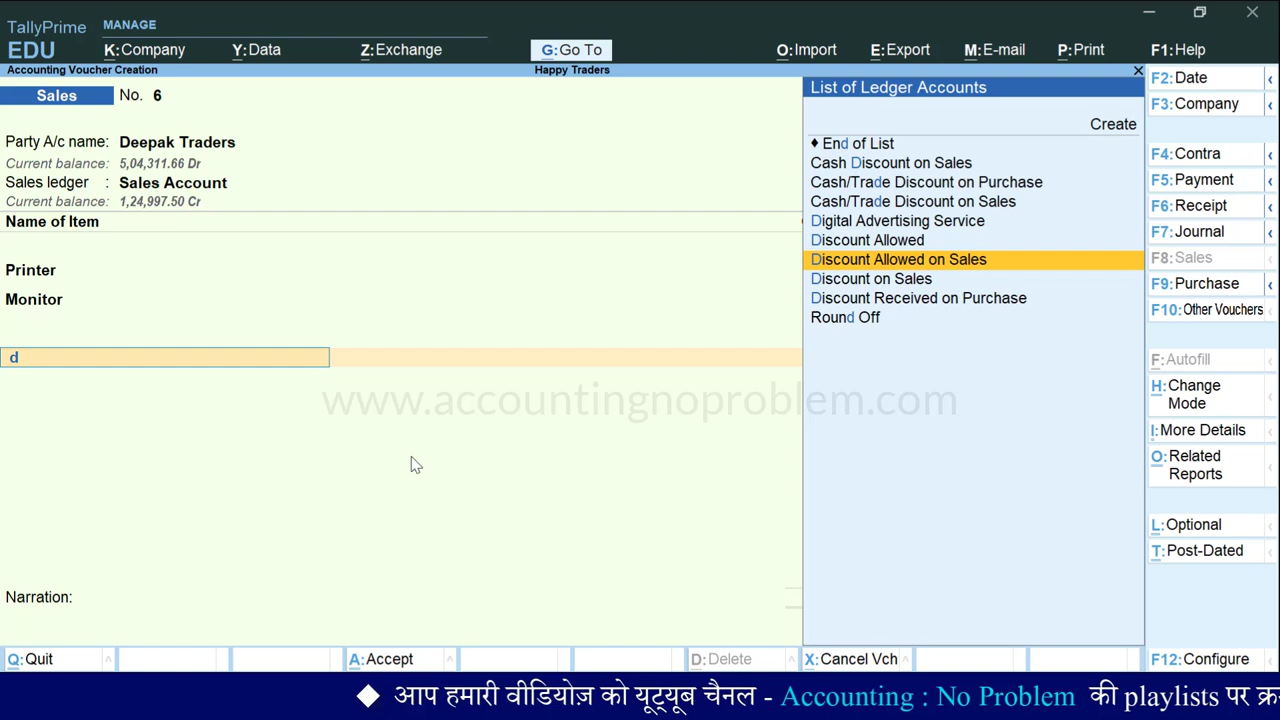 TallyPrime MANAGE
EDU K:Company Y:Data Z:Exchange G:Go To O:Import E:Export M:E-mail P:Print F1:Help
Accounting Voucher Creation Happy Traders
Sales No. 6
Party A/c name: Deepak Traders
Current balance: 5,04,311.66 Dr
Sales ledger : Sales Account
Current balance: 1,24,997.50 Cr
Name of Item
Printer
Monitor
d
www.accountingnoproblem.com
Narration:
List of Ledger Accounts
Create
♦ End of List
Cash Discount on Sales
Cash/Trade Discount on Purchase
Cash/Trade Discount on Sales
Digital Advertising Service
Discount Allowed
Discount Allowed on Sales
Discount on Sales
Discount Received on Purchase
Round Off
F2:Date
F3:Company
F4:Contra
F5:Payment
F6:Receipt
F7:Journal
F8:Sales
F9:Purchase
F10:Other Vouchers
F:Autofill
H:Change
Mode
I:More Details
O:Related
Reports
L:Optional
T:Post-Dated
Q:Quit A:Accept D:Delete X:Cancel Vch F12:Configure
◆ आप हमारी वीडियोज़ को यूट्यूब चैनल - Accounting : No Problem की playlists पर क्र